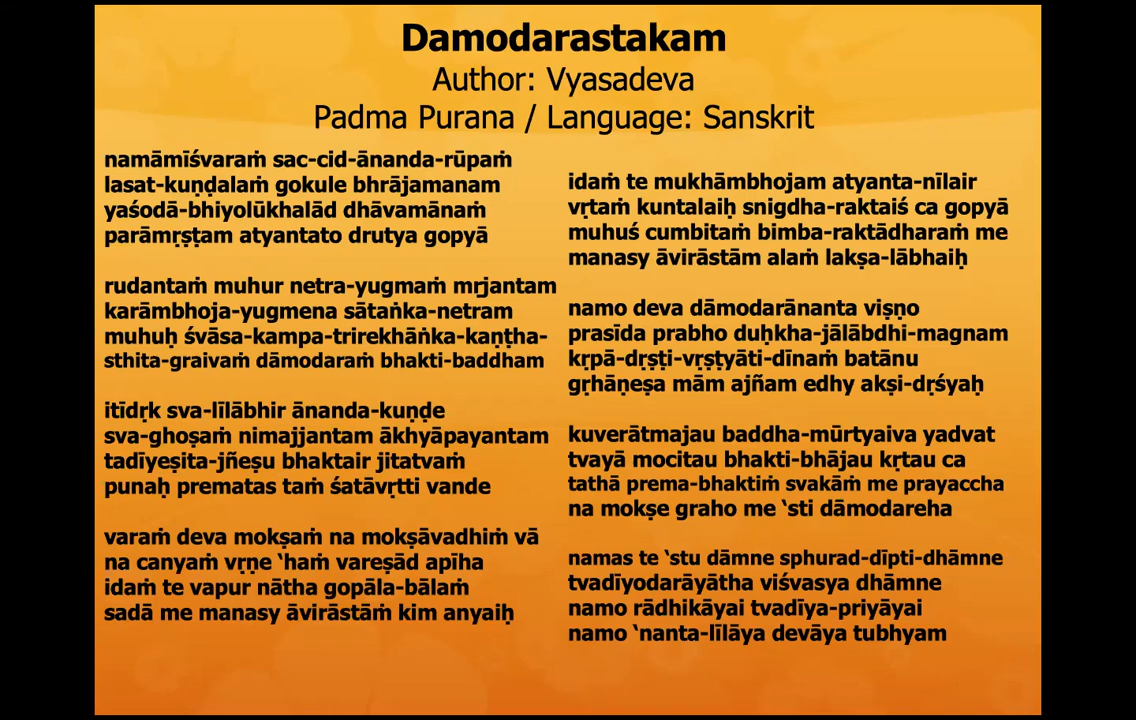 Damodarastakam
Author: Vyasadeva
Padma Purana / Language: Sanskrit
namāmīśvaraṁ sac-cid-ānanda-rūpaṁ
lasat-kuṇḍalaṁ gokule bhrājamanam
yaśodā-bhiyolūkhalād dhāvamānaṁ
parāmṛṣṭam atyantato drutya gopyā
rudantaṁ muhur netra-yugmaṁ mṛjantam
karāmbhoja-yugmena sātaṅka-netram
muhuḥ śvāsa-kampa-trirekhāṅka-kaṇṭha-
sthita-graivaṁ dāmodaraṁ bhakti-baddham
itīdṛk sva-līlābhir ānanda-kuṇḍe
sva-ghoṣaṁ nimajjantam ākhyāpayantam
tadīyeṣita-jñeṣu bhaktair jitatvaṁ
punaḥ prematas taṁ śatāvṛtti vande
varaṁ deva mokṣaṁ na mokṣāvadhiṁ vā
na canyaṁ vṛṇe ‘haṁ vareṣād apīha
idaṁ te vapur nātha gopāla-bālaṁ
sadā me manasy āvirāstāṁ kim anyaiḥ
idaṁ te mukhāmbhojam atyanta-nīlair
vṛtaṁ kuntalaiḥ snigdha-raktaiś ca gopyā
muhuś cumbitaṁ bimba-raktādharaṁ me
manasy āvirāstām alaṁ lakṣa-lābhaiḥ
namo deva dāmodarānanta viṣṇo
prasīda prabho duḥkha-jālābdhi-magnam
kṛpā-dṛṣṭi-vṛṣṭyāti-dīnaṁ batānu
gṛhāṇeṣa mām ajñam edhy akṣi-dṛśyaḥ
kuverātmajau baddha-mūrtyaiva yadvat
tvayā mocitau bhakti-bhājau kṛtau ca
tathā prema-bhaktiṁ svakāṁ me prayaccha
na mokṣe graho me ‘sti dāmodareha
namas te ‘stu dāmne sphurad-dīpti-dhāmne
tvadīyodarāyātha viśvasya dhāmne
namo rādhikāyai tvadīya-priyāyai
namo ‘nanta-līlāya devāya tubhyam